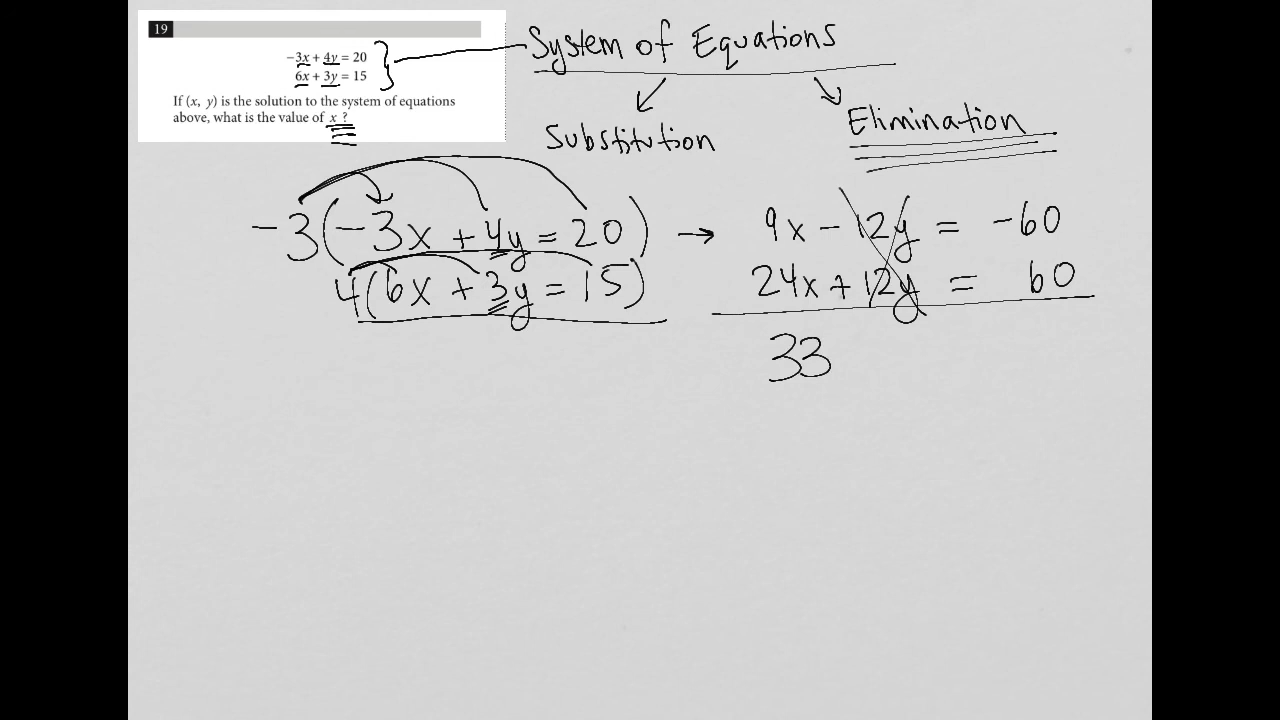 19
−3x + 4y = 20
6x + 3y = 15
If (x, y) is the solution to the system of equations
above, what is the value of x ?
System of Equations
Substitution
Elimination
-3(-3x + 4y = 20) → 9x - 12y = -60
4(6x + 3y = 15) 24x + 12y = 60
33